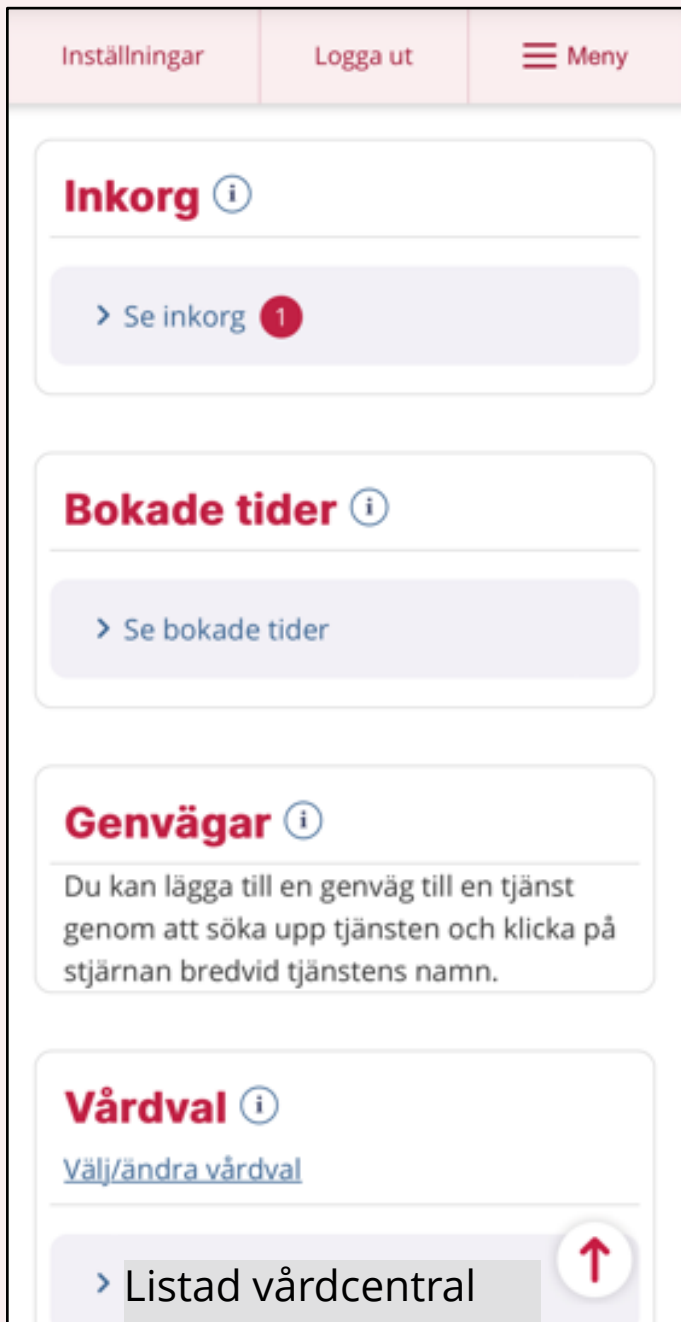 Inställningar Logga ut Meny
Inkorg
Se inkorg 1
Bokade tider
Se bokade tider
Genvägar
Du kan lägga till en genväg till en tjänst
genom att söka upp tjänsten och klicka på
stjärnan bredvid tjänstens namn.
Vårdval
Välj/ändra vårdval
Listad vårdcentral